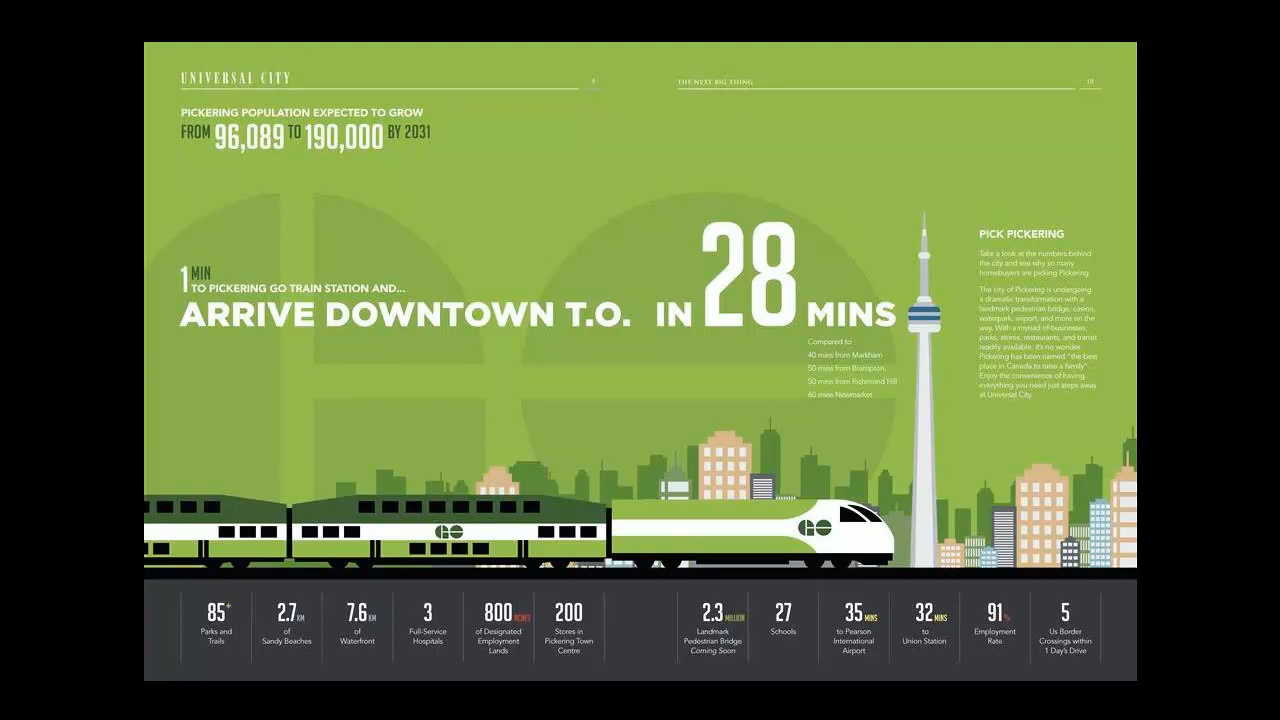 UNIVERSAL CITY
9
THE NEXT BIG THING
10
PICKERING POPULATION EXPECTED TO GROW
FROM 96,089 TO 190,000 BY 2031
1 MIN
TO PICKERING GO TRAIN STATION AND...
ARRIVE DOWNTOWN T.O. IN 28 MINS
Compared to
40 mins from Markham
50 mins from Brampton,
50 mins from Richmond Hill
60 mins Newmarket
PICK PICKERING
Take a look at the numbers behind
the city and see why so many
homebuyers are picking Pickering.
The city of Pickering is undergoing
a dramatic transformation with a
landmark pedestrian bridge, casino,
waterpark, airport, and more on the
way. With a myriad of businesses,
parks, stores, restaurants, and transit
readily available, it's no wonder
Pickering has been named "the best
place in Canada to raise a family".
Enjoy the convenience of having
everything you need just steps away
at Universal City.
GO
GO
85+
Parks and
Trails
2.7 KM
of
Sandy Beaches
7.6 KM
of
Waterfront
3
Full-Service
Hospitals
800 ACRES
of Designated
Employment
Lands
200
Stores in
Pickering Town
Centre
2.3 MILLION
Landmark
Pedestrian Bridge
Coming Soon
27
Schools
35 MINS
to Pearson
International
Airport
32 MINS
to
Union Station
91 %
Employment
Rate
5
Us Border
Crossings within
1 Day's Drive